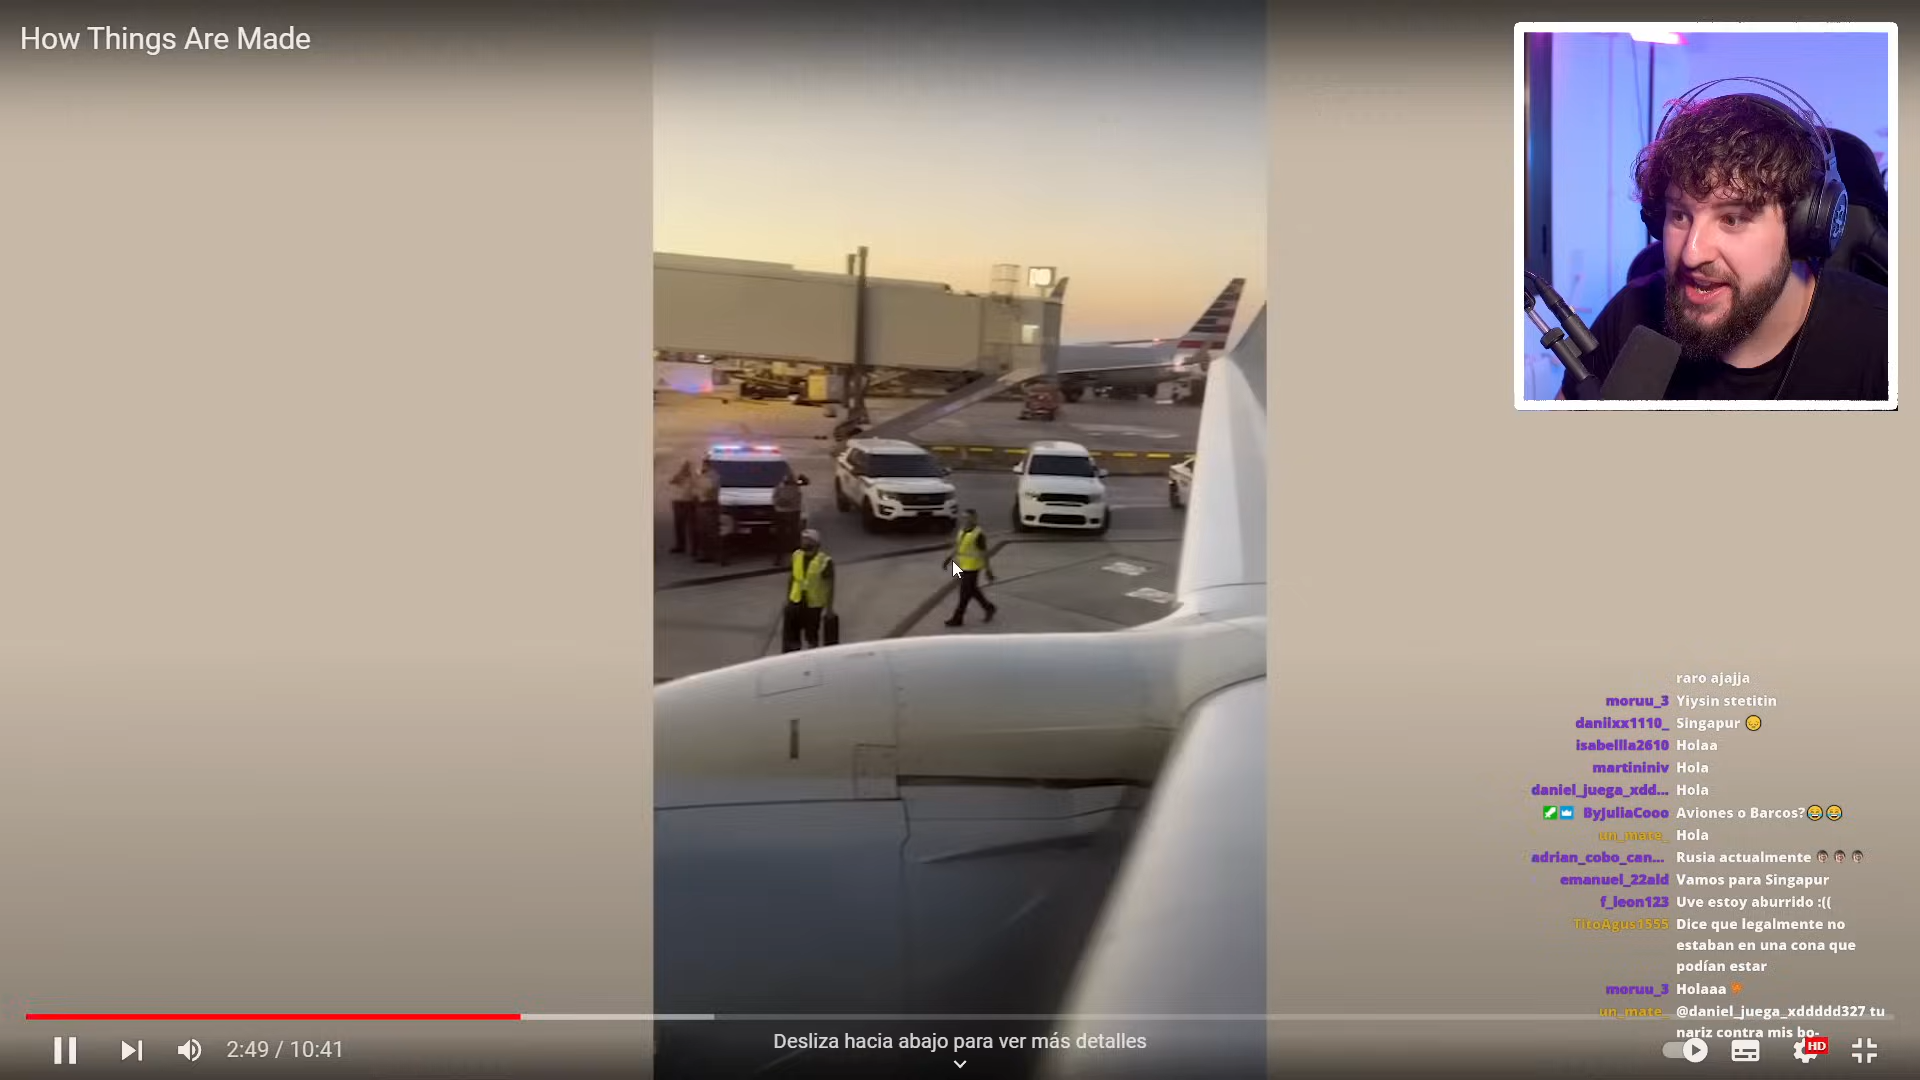 How Things Are Made
raro ajajja
moruu_3 Yiysin stetitin
daniixx1110_ Singapur
isabellla2610 Holaa
martininiv Hola
daniel_juega_xdd... Hola
ByJuliaCooo Aviones o Barcos?
un_mate_ Hola
adrian_cobo_can... Rusia actualmente
emanuel_22ald Vamos para Singapur
f_leon123 Uve estoy aburrido :((
TitoAgus1555 Dice que legalmente no
estaban en una cona que
podían estar
moruu_3 Holaaa
un_mate_ @daniel_juega_xddddd327 tu
nariz contra mis bo-
2:49 / 10:41
Desliza hacia abajo para ver más detalles
HD